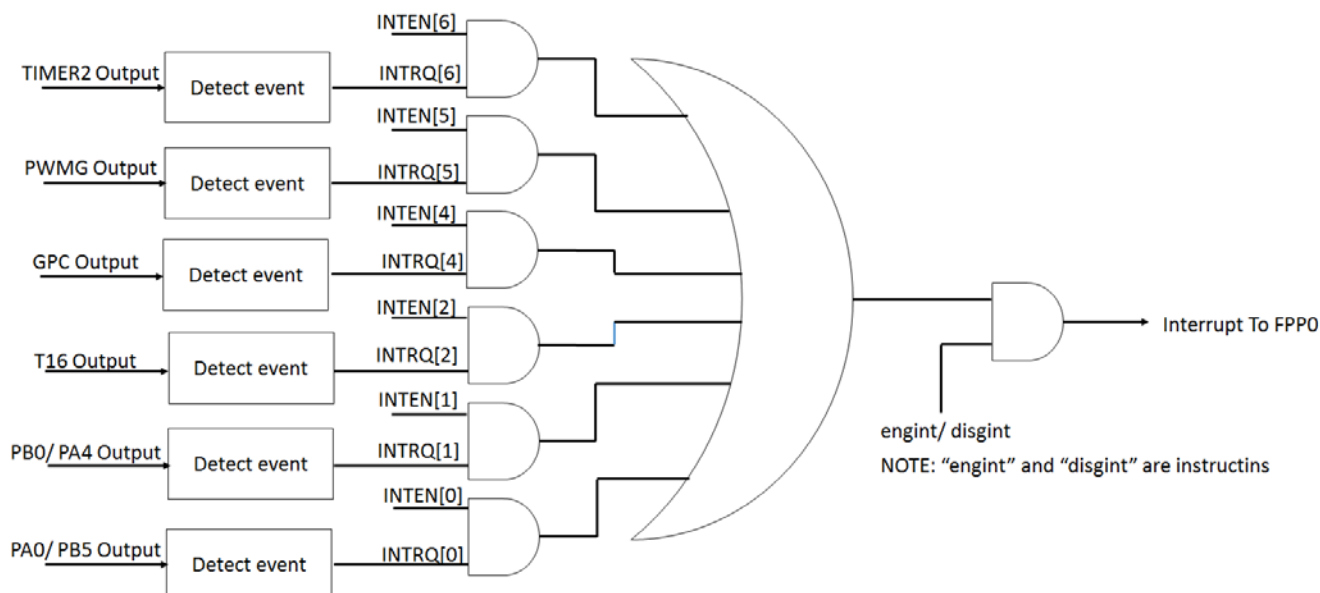 INTEN[6]
TIMER2 Output
Detect event
INTRQ[6]
INTEN[5]
PWMG Output
Detect event
INTRQ[5]
INTEN[4]
GPC Output
Detect event
INTRQ[4]
INTEN[2]
T16 Output
Detect event
INTRQ[2]
INTEN[1]
PB0/ PA4 Output
Detect event
INTRQ[1]
INTEN[0]
PA0/ PB5 Output
Detect event
INTRQ[0]
Interrupt To FPP0
engint/ disgint
NOTE: “engint” and “disgint” are instructins